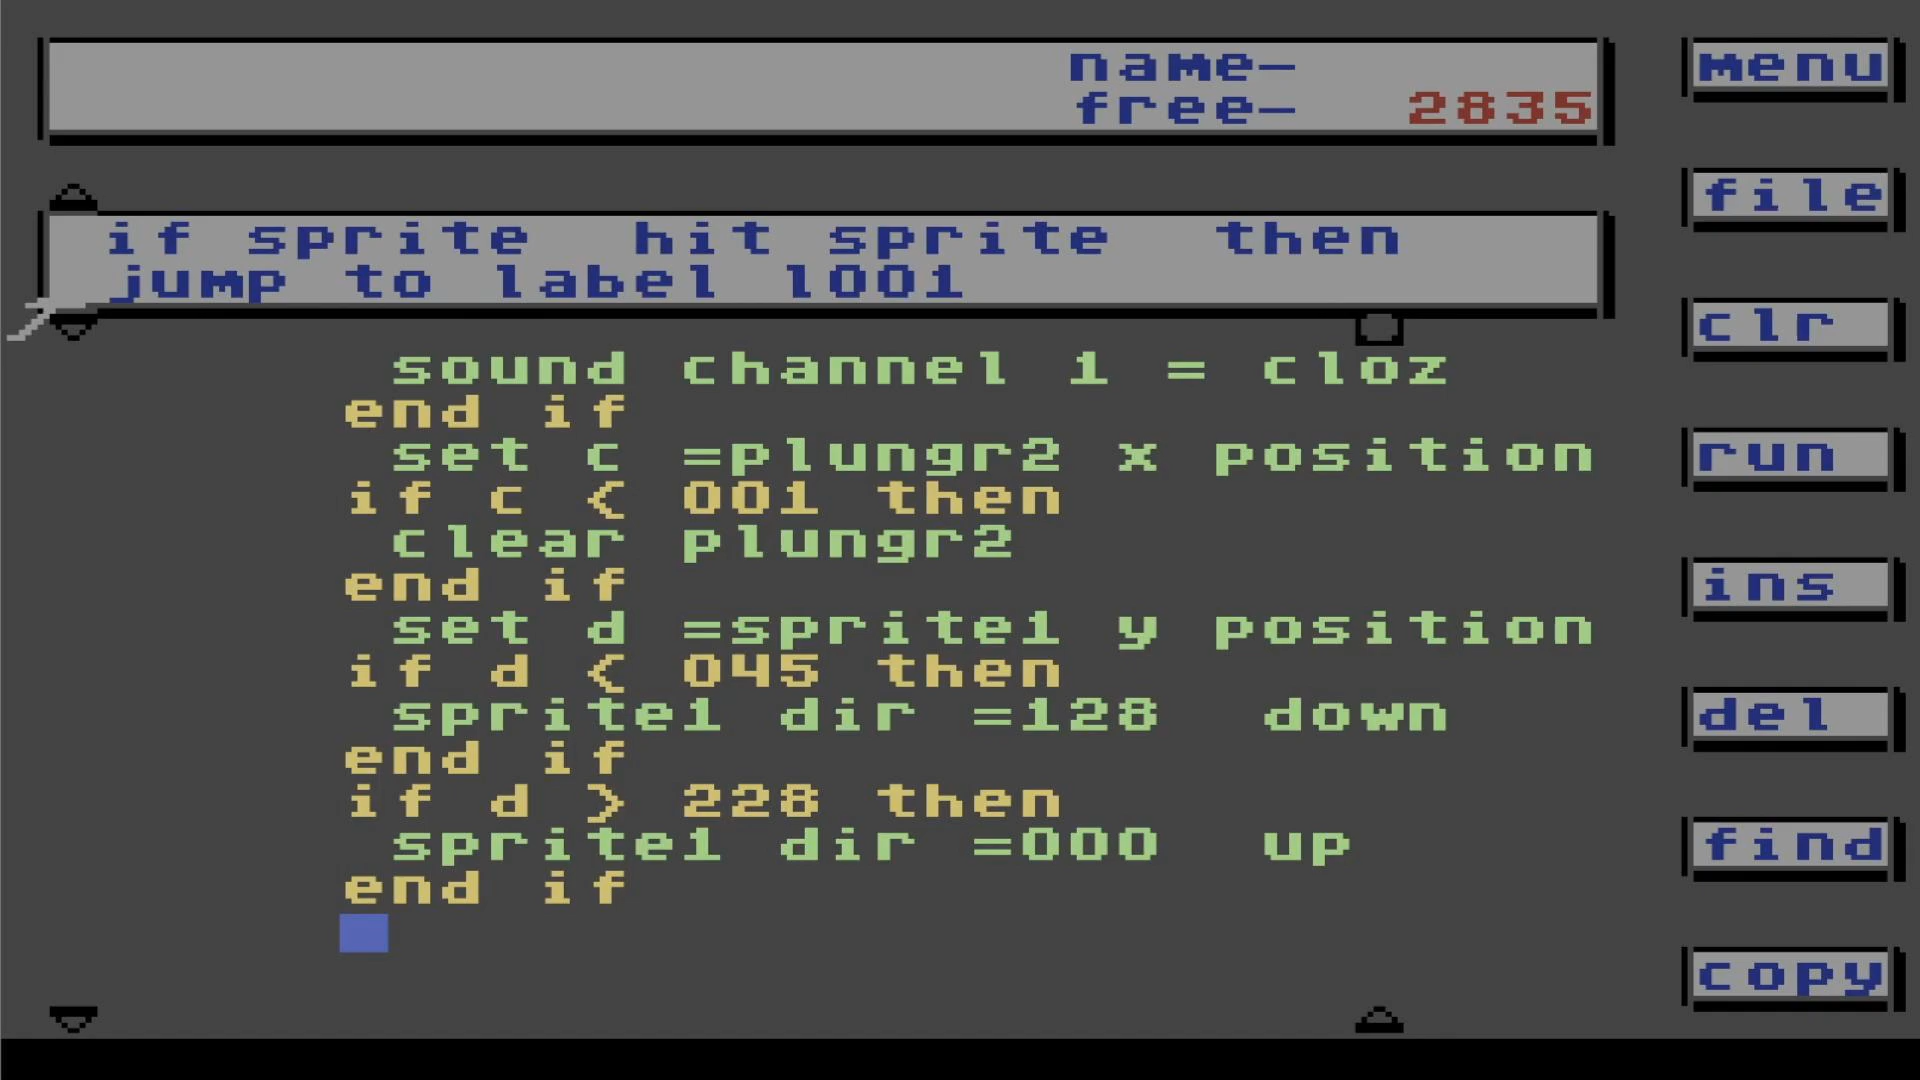 name-
free- 2835
if sprite hit sprite then
jump to label l001
sound channel 1 = cloz
end if
set c =plungr2 x position
if c < 001 then
clear plungr2
end if
set d =sprite1 y position
if d < 045 then
sprite1 dir =128 down
end if
if d > 228 then
sprite1 dir =000 up
end if
menu
file
clr
run
ins
del
find
copy